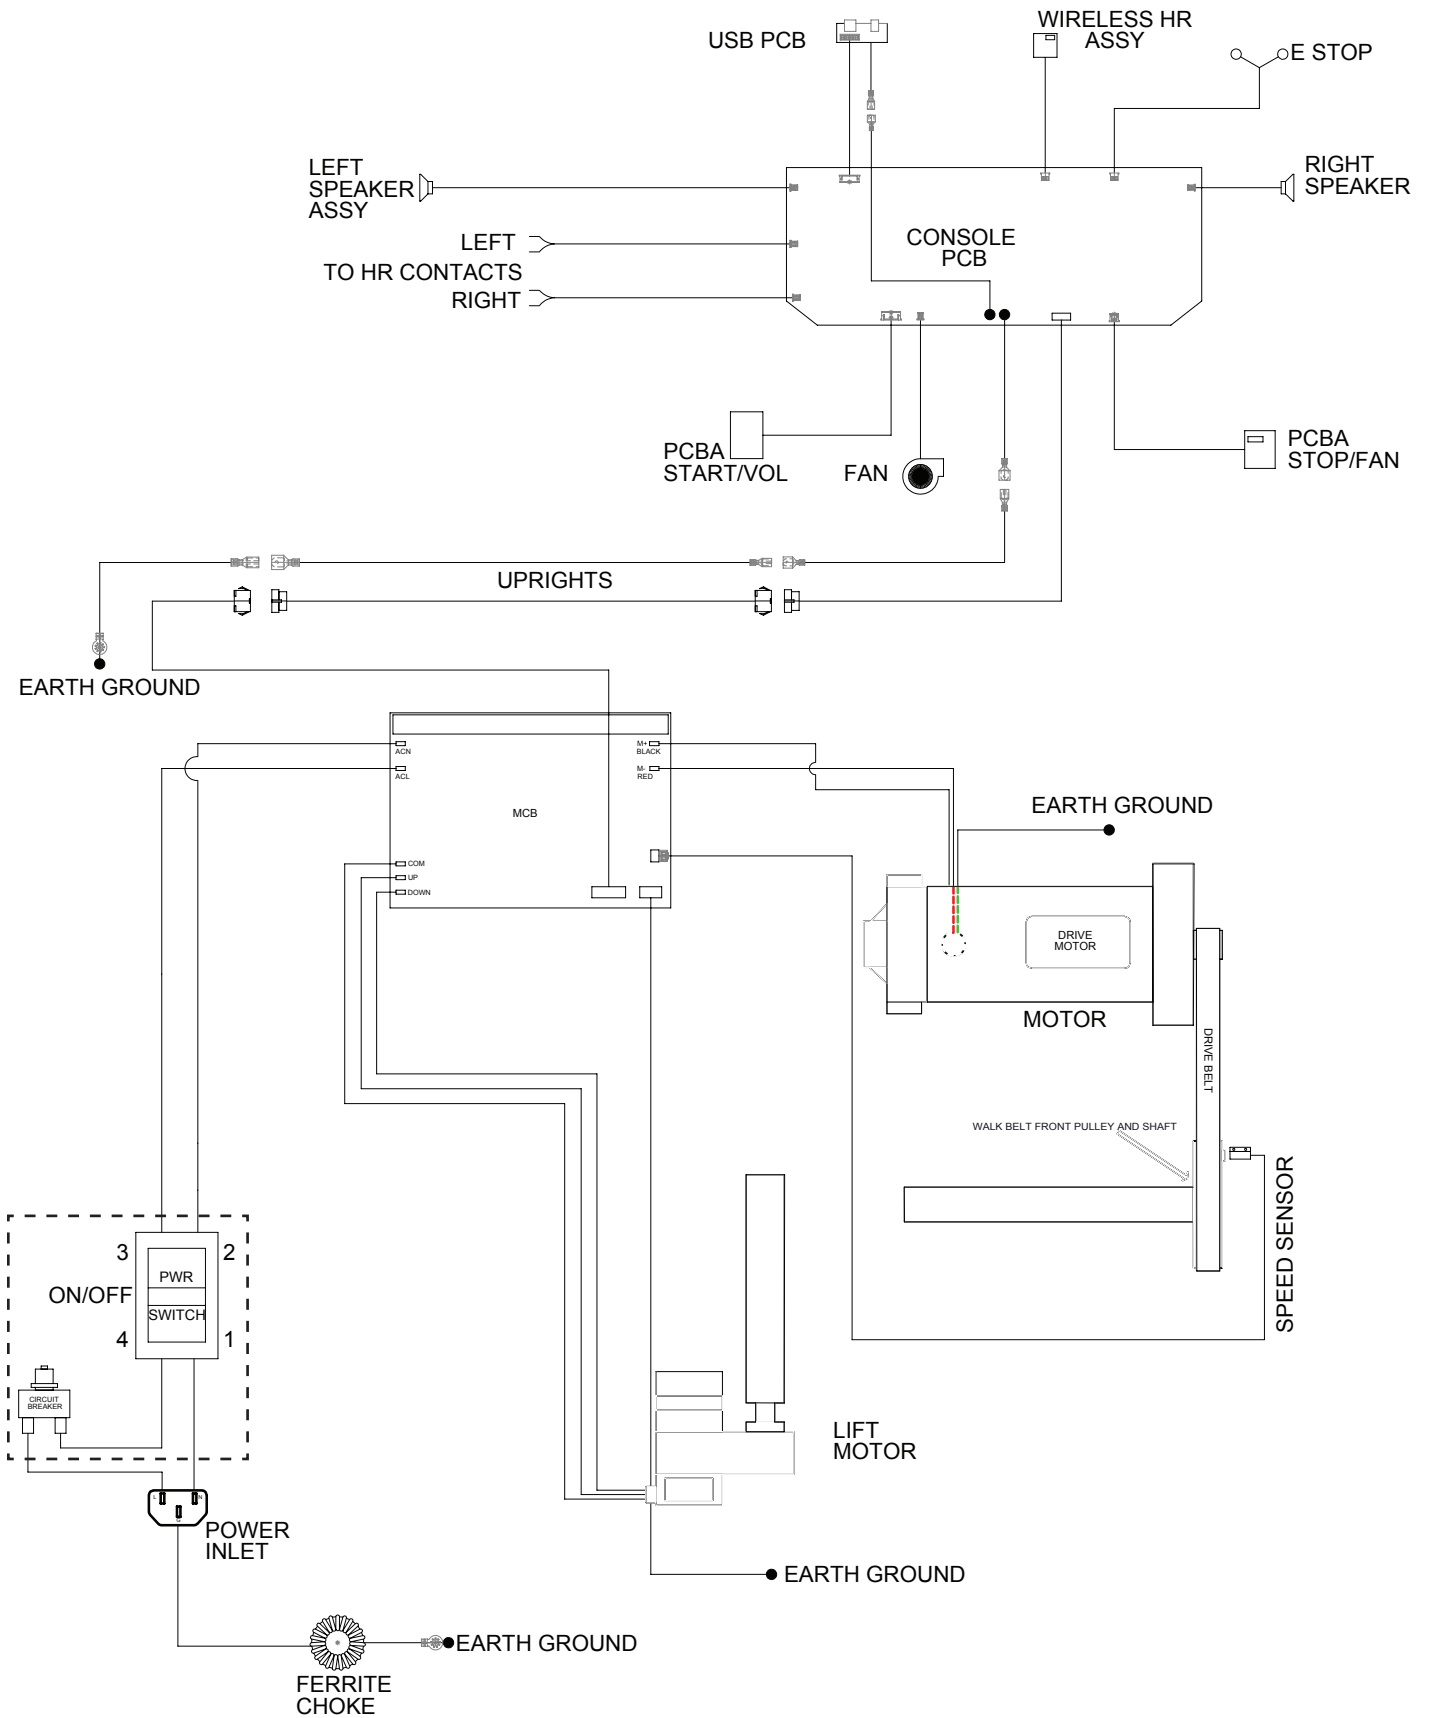 USB PCB
WIRELESS HR
ASSY
E STOP
LEFT
SPEAKER
ASSY
RIGHT
SPEAKER
LEFT
TO HR CONTACTS
RIGHT
CONSOLE
PCB
PCBA
START/VOL
FAN
PCBA
STOP/FAN
UPRIGHTS
EARTH GROUND
ACN
ACL
M+
BLACK
M-
RED
MCB
COM
UP
DOWN
EARTH GROUND
DRIVE
MOTOR
MOTOR
DRIVE BELT
WALK BELT FRONT PULLEY AND SHAFT
SPEED SENSOR
3
2
PWR
ON/OFF
SWITCH
4
1
CIRCUIT
BREAKER
LIFT
MOTOR
L
N
POWER
INLET
EARTH GROUND
EARTH GROUND
FERRITE
CHOKE